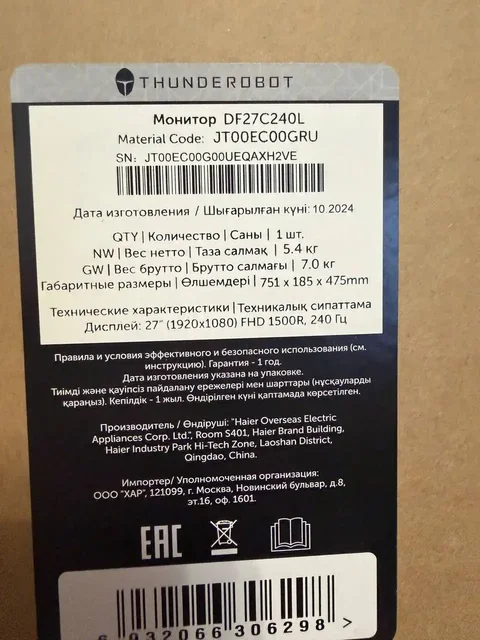 THUNDEROBOT
Монитор DF27C240L
Material Code: JT00EC00GRU
SN: JT00EC00G00UEQAXH2VE
Дата изготовления / Шығарылған күні: 10.2024
QTY | Количество | Саны | 1 шт.
NW | Вес нетто | Таза салмақ | 5.4 кг
GW | Вес брутто | Брутто салмағы | 7.0 кг
Габаритные размеры | Өлшемдері | 751 x 185 x 475mm
Технические характеристики | Техникалық сипаттама
Дисплей: 27" (1920x1080) FHD 1500R, 240 Гц
Правила и условия эффективного и безопасного использования (см.
инструкцию). Гарантия - 1 год.
Дата изготовления указана на упаковке.
Тиімді және қауіпсіз пайдалану ережелері мен шарттары (нұсқауларды
қараңыз). Кепілдік - 1 жыл. Өндірілген күні қаптамада көрсетілген.
Производитель / Өндіруші: "Haier Overseas Electric
Appliances Corp. Ltd.", Room S401, Haier Brand Building,
Haier Industry Park Hi-Tech Zone, Laoshan District,
Qingdao, China.
Импортер/ Уполномоченная организация:
ООО "ХАР", 121099, г. Москва, Новинский бульвар, д.8,
эт.16, оф. 1601.
EAC
6 932066 306298 >